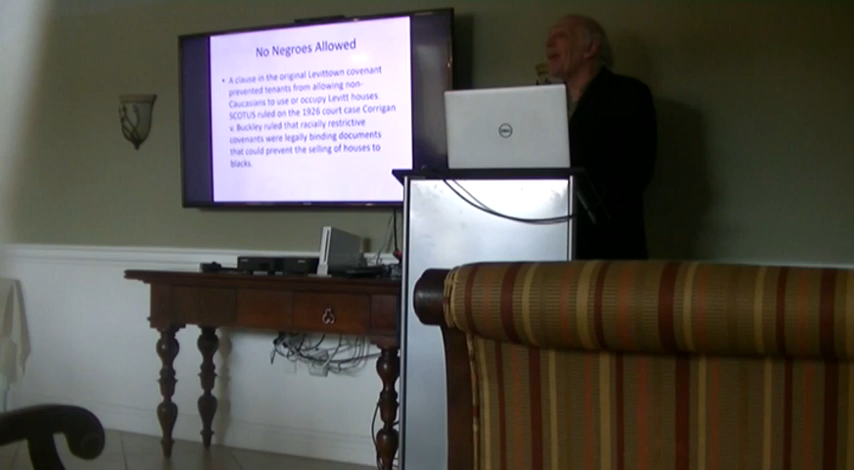 No Negroes Allowed
• A clause in the original Levittown covenant
prevented tenants from allowing non-
Caucasians to use or occupy Levitt houses.
SCOTUS ruled on the 1926 court case Corrigan
v. Buckley ruled that racially restrictive
covenants were legally binding documents
that could prevent the selling of houses to
blacks.
DELL